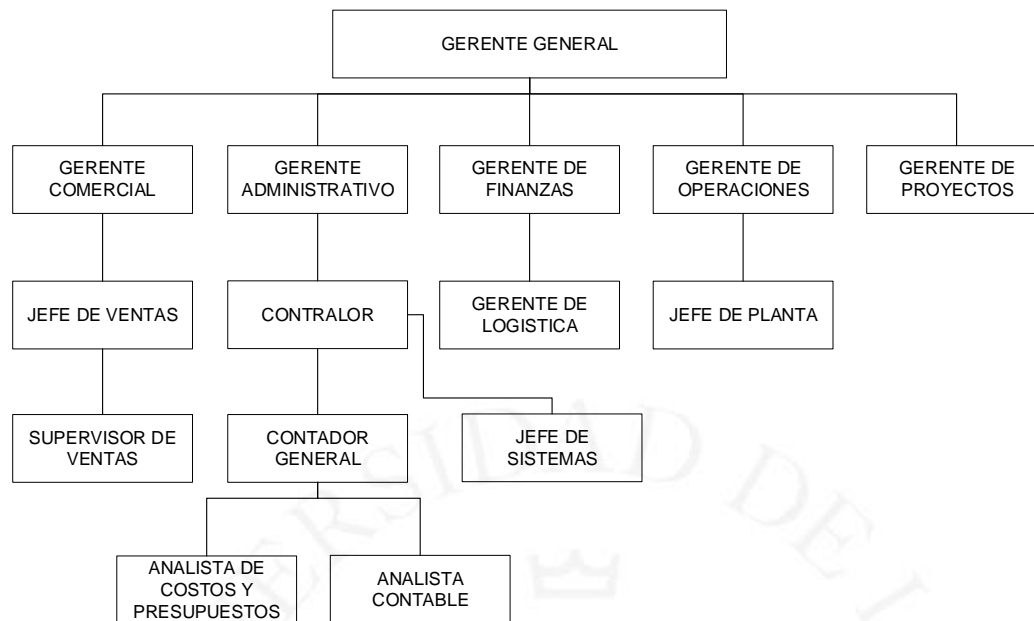 GERENTE GENERAL
GERENTE
COMERCIAL
GERENTE
ADMINISTRATIVO
GERENTE DE
FINANZAS
GERENTE DE
OPERACIONES
GERENTE DE
PROYECTOS
JEFE DE VENTAS
CONTRALOR
GERENTE DE
LOGISTICA
JEFE DE PLANTA
SUPERVISOR DE
VENTAS
CONTADOR
GENERAL
JEFE DE
SISTEMAS
ANALISTA DE
COSTOS Y
PRESUPUESTOS
ANALISTA
CONTABLE
ERSIDAD DE L